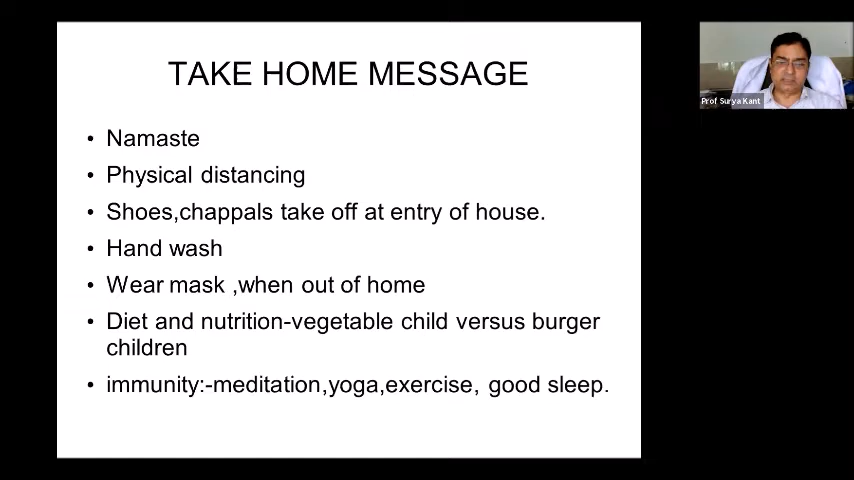 TAKE HOME MESSAGE
• Namaste
• Physical distancing
• Shoes,chappals take off at entry of house.
• Hand wash
• Wear mask ,when out of home
• Diet and nutrition-vegetable child versus burger
children
• immunity:-meditation,yoga,exercise, good sleep.
Prof Surya Kant